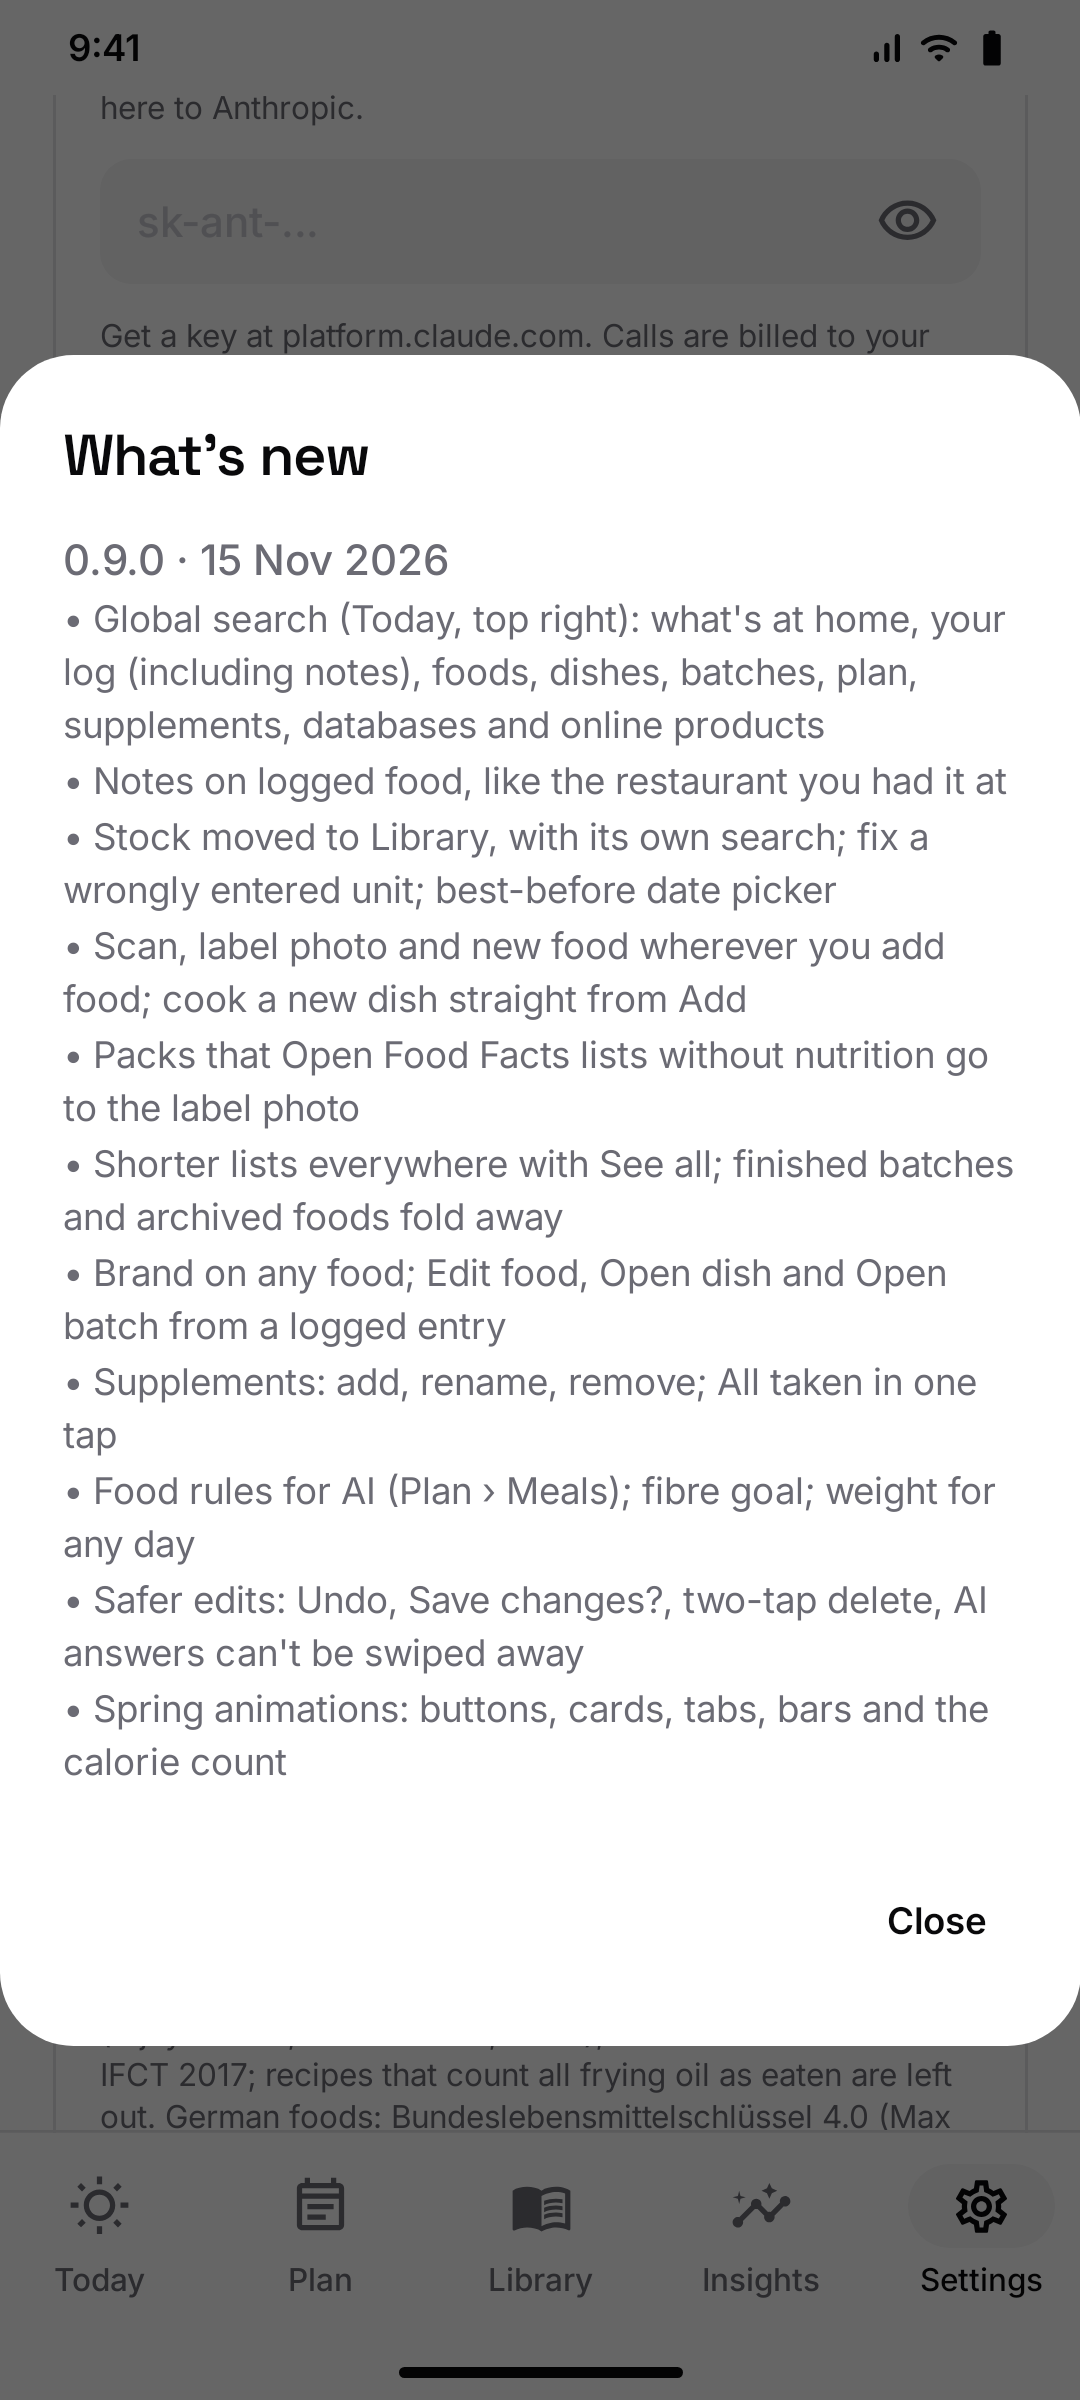 9:41
here to Anthropic.
sk-ant-...
Get a key at platform.claude.com. Calls are billed to your
What's new
0.9.0 · 15 Nov 2026
• Global search (Today, top right): what's at home, your
log (including notes), foods, dishes, batches, plan,
supplements, databases and online products
• Notes on logged food, like the restaurant you had it at
• Stock moved to Library, with its own search; fix a
wrongly entered unit; best-before date picker
• Scan, label photo and new food wherever you add
food; cook a new dish straight from Add
• Packs that Open Food Facts lists without nutrition go
to the label photo
• Shorter lists everywhere with See all; finished batches
and archived foods fold away
• Brand on any food; Edit food, Open dish and Open
batch from a logged entry
• Supplements: add, rename, remove; All taken in one
tap
• Food rules for AI (Plan › Meals); fibre goal; weight for
any day
• Safer edits: Undo, Save changes?, two-tap delete, AI
answers can't be swiped away
• Spring animations: buttons, cards, tabs, bars and the
calorie count
Close
IFCT 2017; recipes that count all frying oil as eaten are left
out. German foods: Bundeslebensmittelschlüssel 4.0 (Max
Today
Plan
Library
Insights
Settings